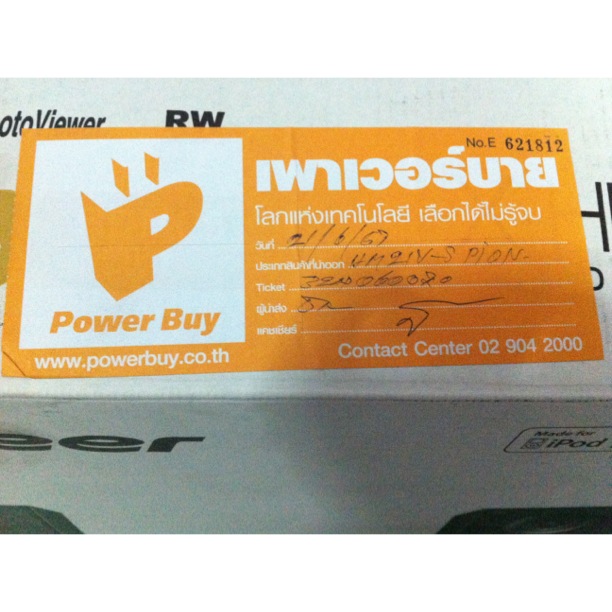 otoViewer RW
No.E 621812
เพาเวอร์บาย
โลกแห่งเทคโนโลยี เลือกได้ไม่รู้จบ
วันที่
ประเภทสินค้าที่นำออก
Ticket
ผู้นำส่ง
แคชเชียร์
Power Buy
www.powerbuy.co.th
Contact Center 02 904 2000
eer
Made for
iPod